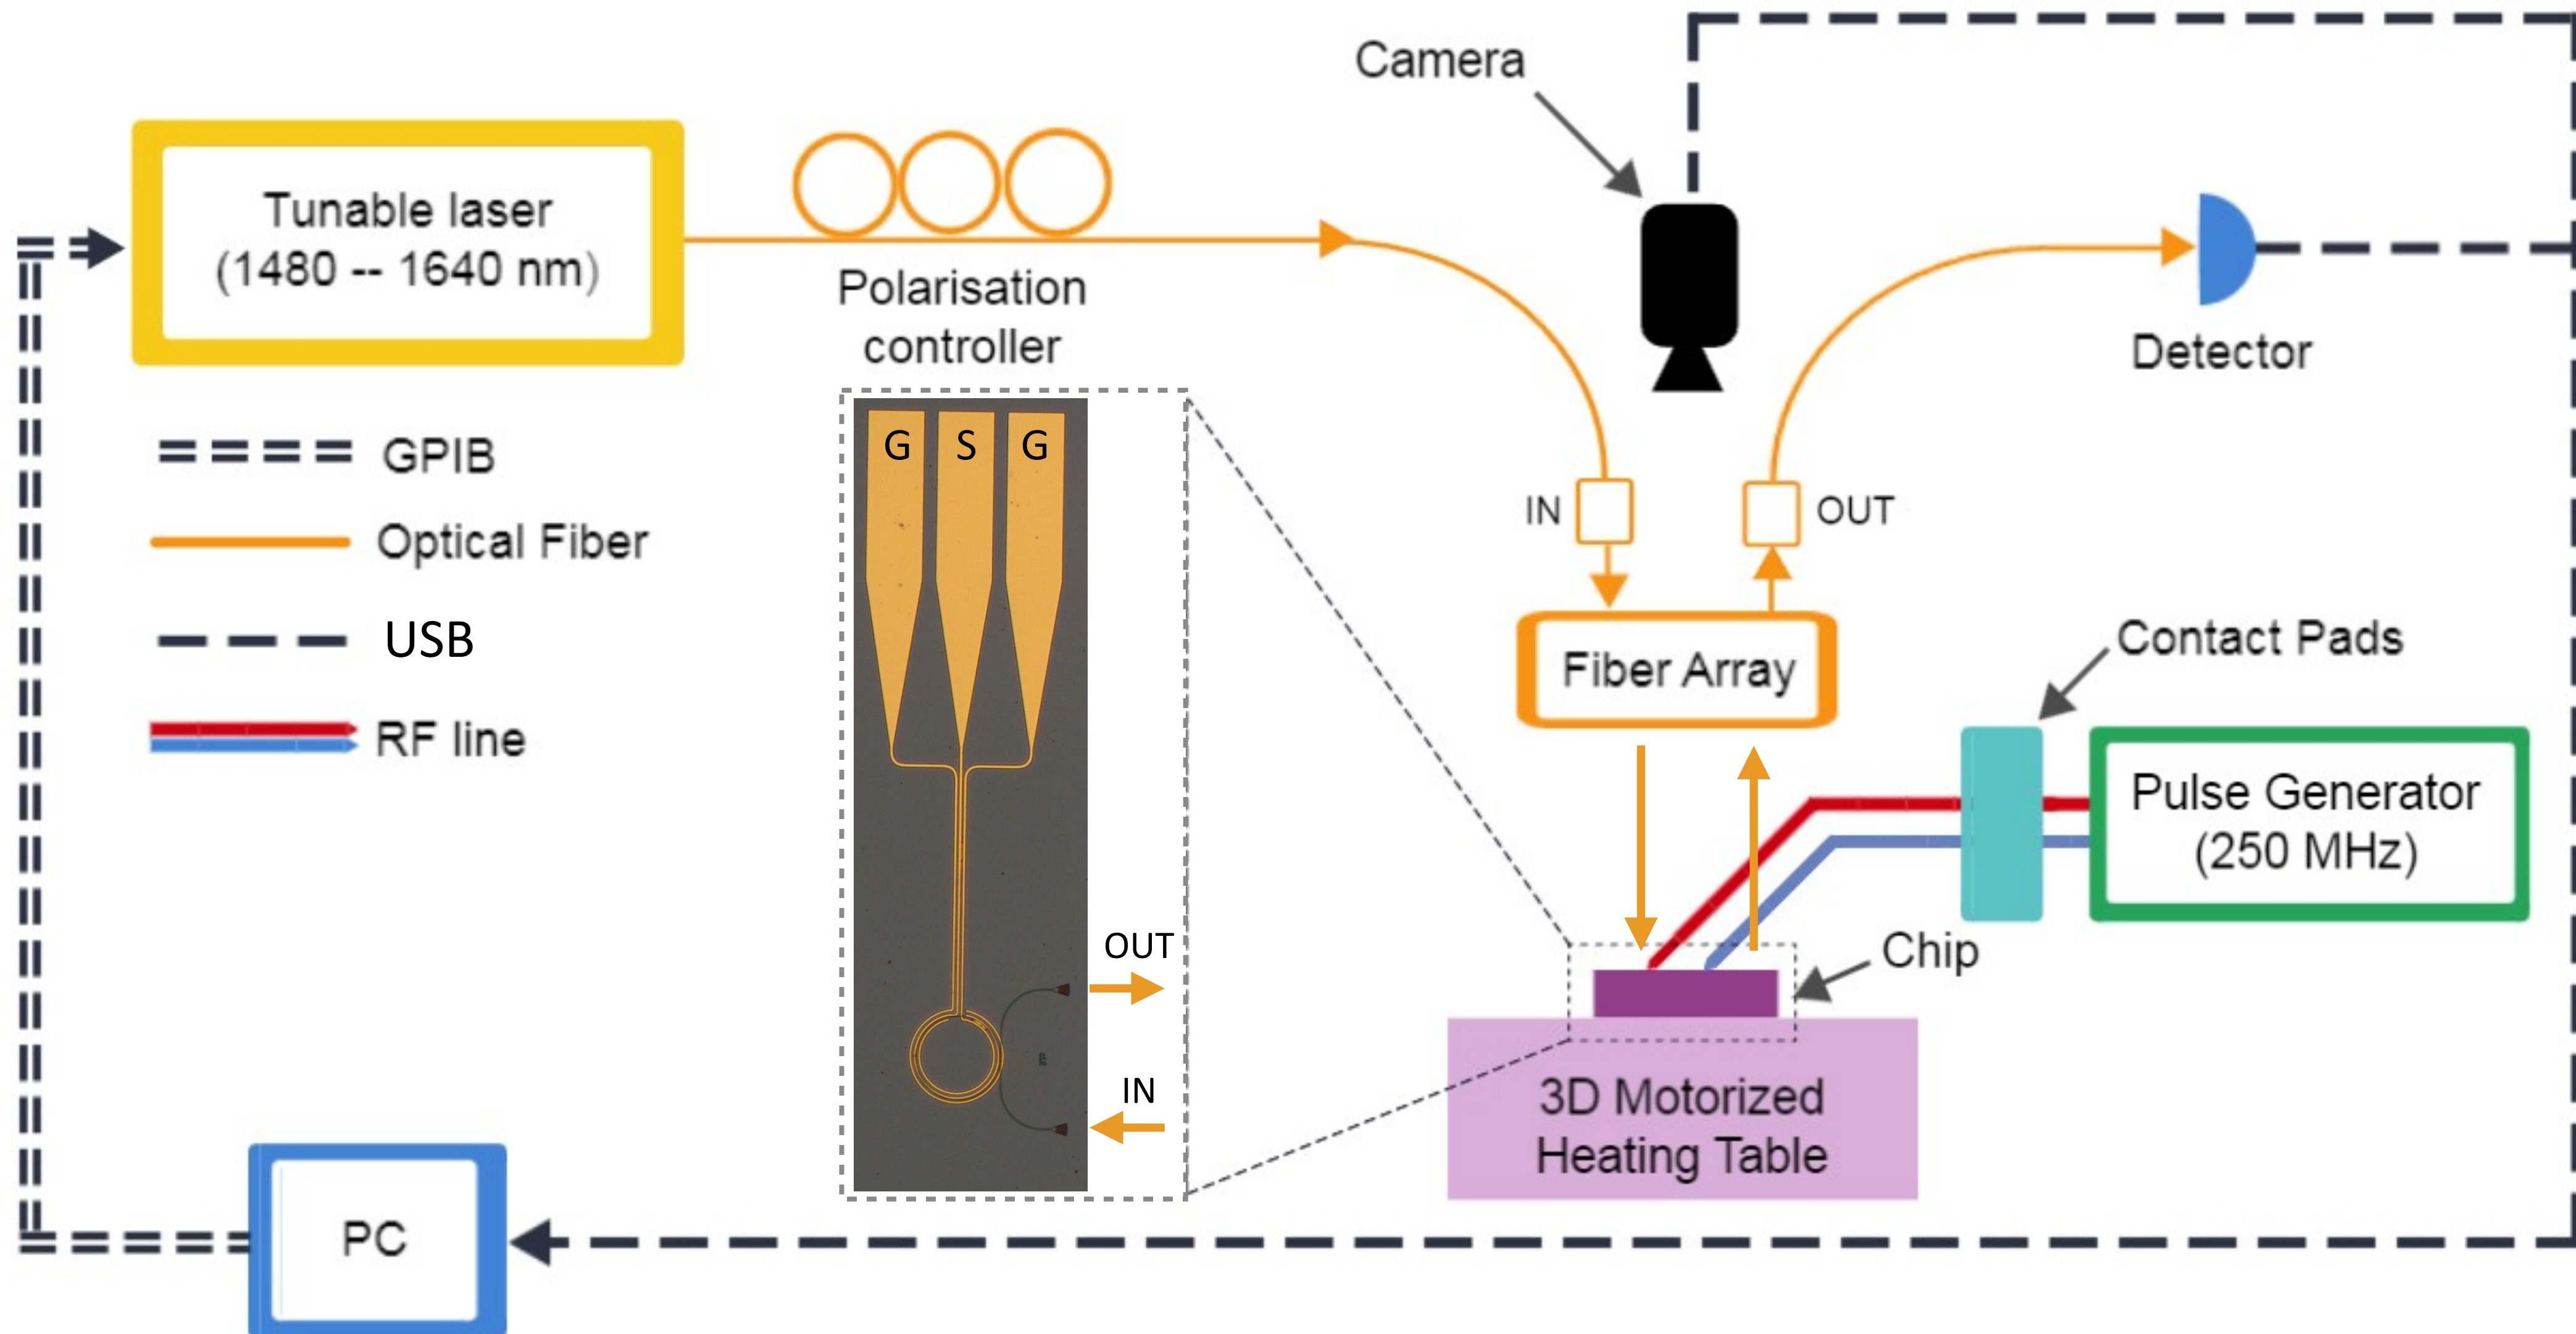 Camera
Tunable laser
(1480 -- 1640 nm)
Polarisation
controller
Detector
GPIB
Optical Fiber
USB
RF line
G S G
OUT
IN
IN
OUT
Fiber Array
Contact Pads
Pulse Generator
(250 MHz)
Chip
3D Motorized
Heating Table
PC